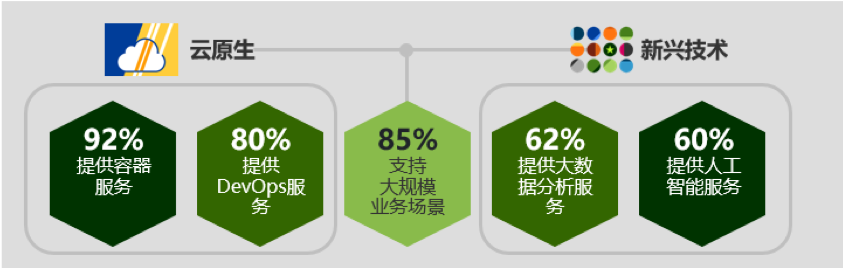 云原生
新兴技术
92%
提供容器
服务
80%
提供
DevOps服
务
85%
支持
大规模
业务场景
62%
提供大数
据分析服
务
60%
提供人工
智能服务